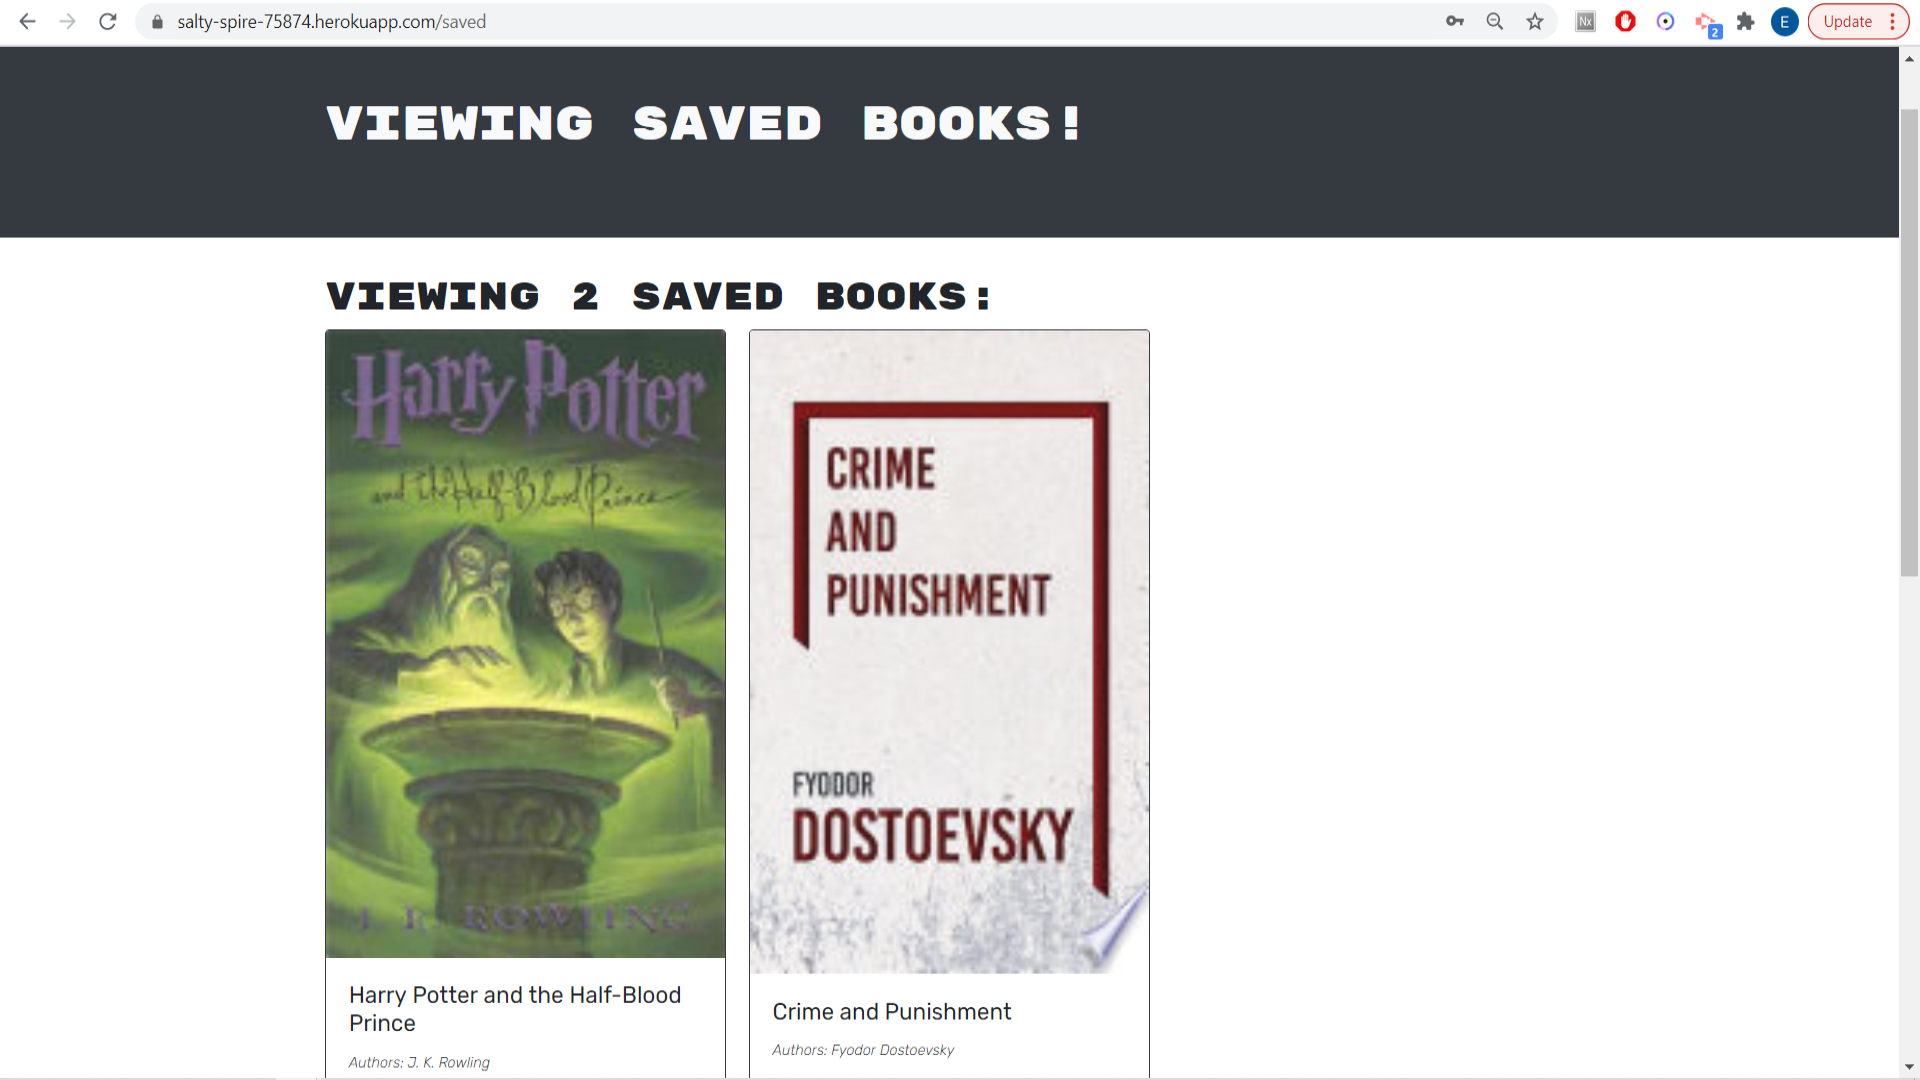 salty-spire-75874.herokuapp.com/saved
Nx
2
E
Update
VIEWING SAVED BOOKS!
VIEWING 2 SAVED BOOKS:
Harry Potter
and the Half-Blood Prince
J. K. ROWLING
Harry Potter and the Half-Blood
Prince
Authors: J. K. Rowling
CRIME
AND
PUNISHMENT
FYODOR
DOSTOEVSKY
Crime and Punishment
Authors: Fyodor Dostoevsky